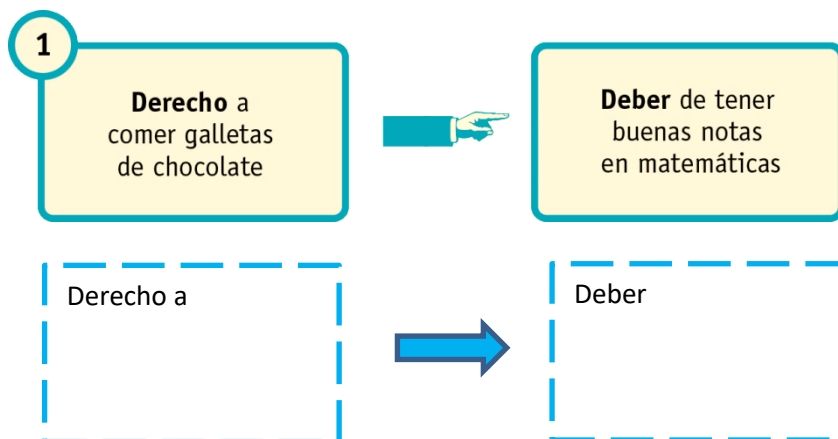 1
Derecho a
comer galletas
de chocolate
Deber de tener
buenas notas
en matemáticas
Derecho a
Deber